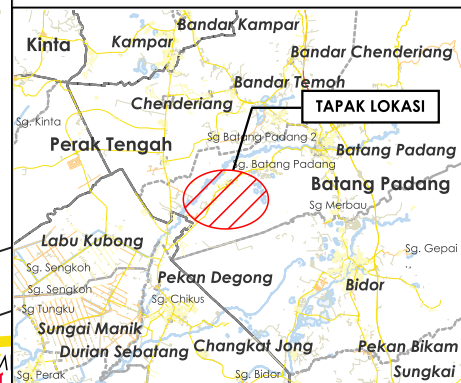 Bandar Kampar
Kinta
Kampar
Bandar Chenderiang
Bandar Temoh
Chenderiang
TAPAK LOKASI
Sg. Kinta
Sg Batang Padang 2
Perak Tengah
Batang Padang
Sg. Batang Padang
Batang Padang
Sg Merbau
Labu Kubong
Sg. Gepai
Sg. Sengkoh
Pekan Degong
Sg. Sengkoh
Bidor
Sg. Chikus
Sg Tungku
Sungai Manik
Durian Sebatang
Changkat Jong
Pekan Bikam
Sg. Perak
Sg. Bidor
Sungkai